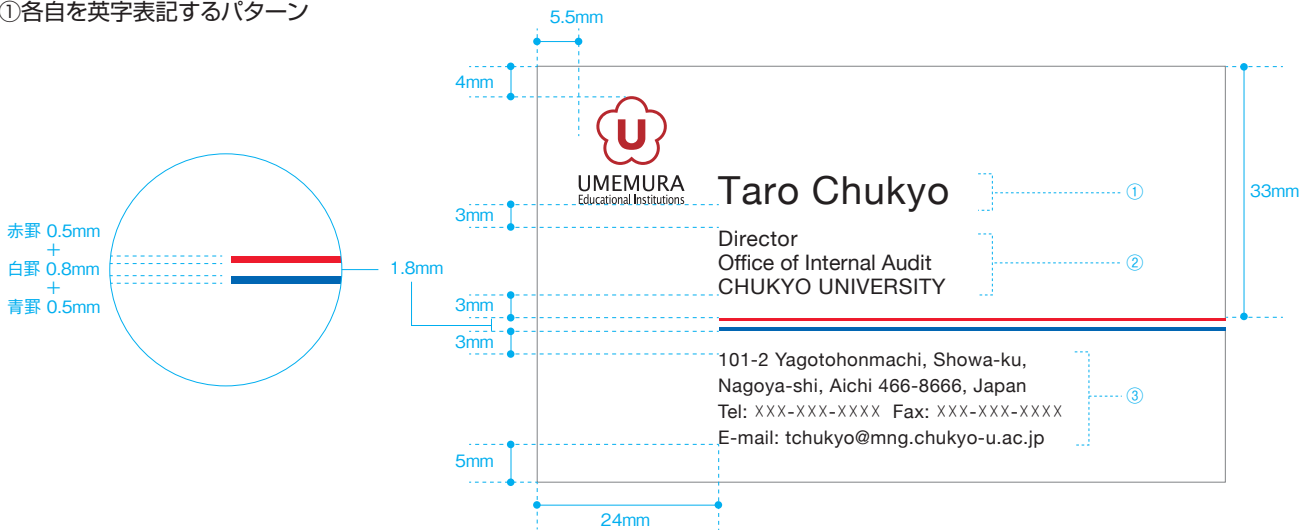 ①各自を英字表記するパターン
5.5mm
4mm
U
UMEMURA
Educational Institutions
Taro Chukyo
①
33mm
3mm
Director
Office of Internal Audit
CHUKYO UNIVERSITY
②
赤罫 0.5mm
+
白罫 0.8mm
+
青罫 0.5mm
1.8mm
3mm
3mm
101-2 Yagotohonmachi, Showa-ku,
Nagoya-shi, Aichi 466-8666, Japan
Tel: XXX-XXX-XXXX Fax: XXX-XXX-XXXX
E-mail: tchukyo@mng.chukyo-u.ac.jp
③
5mm
24mm